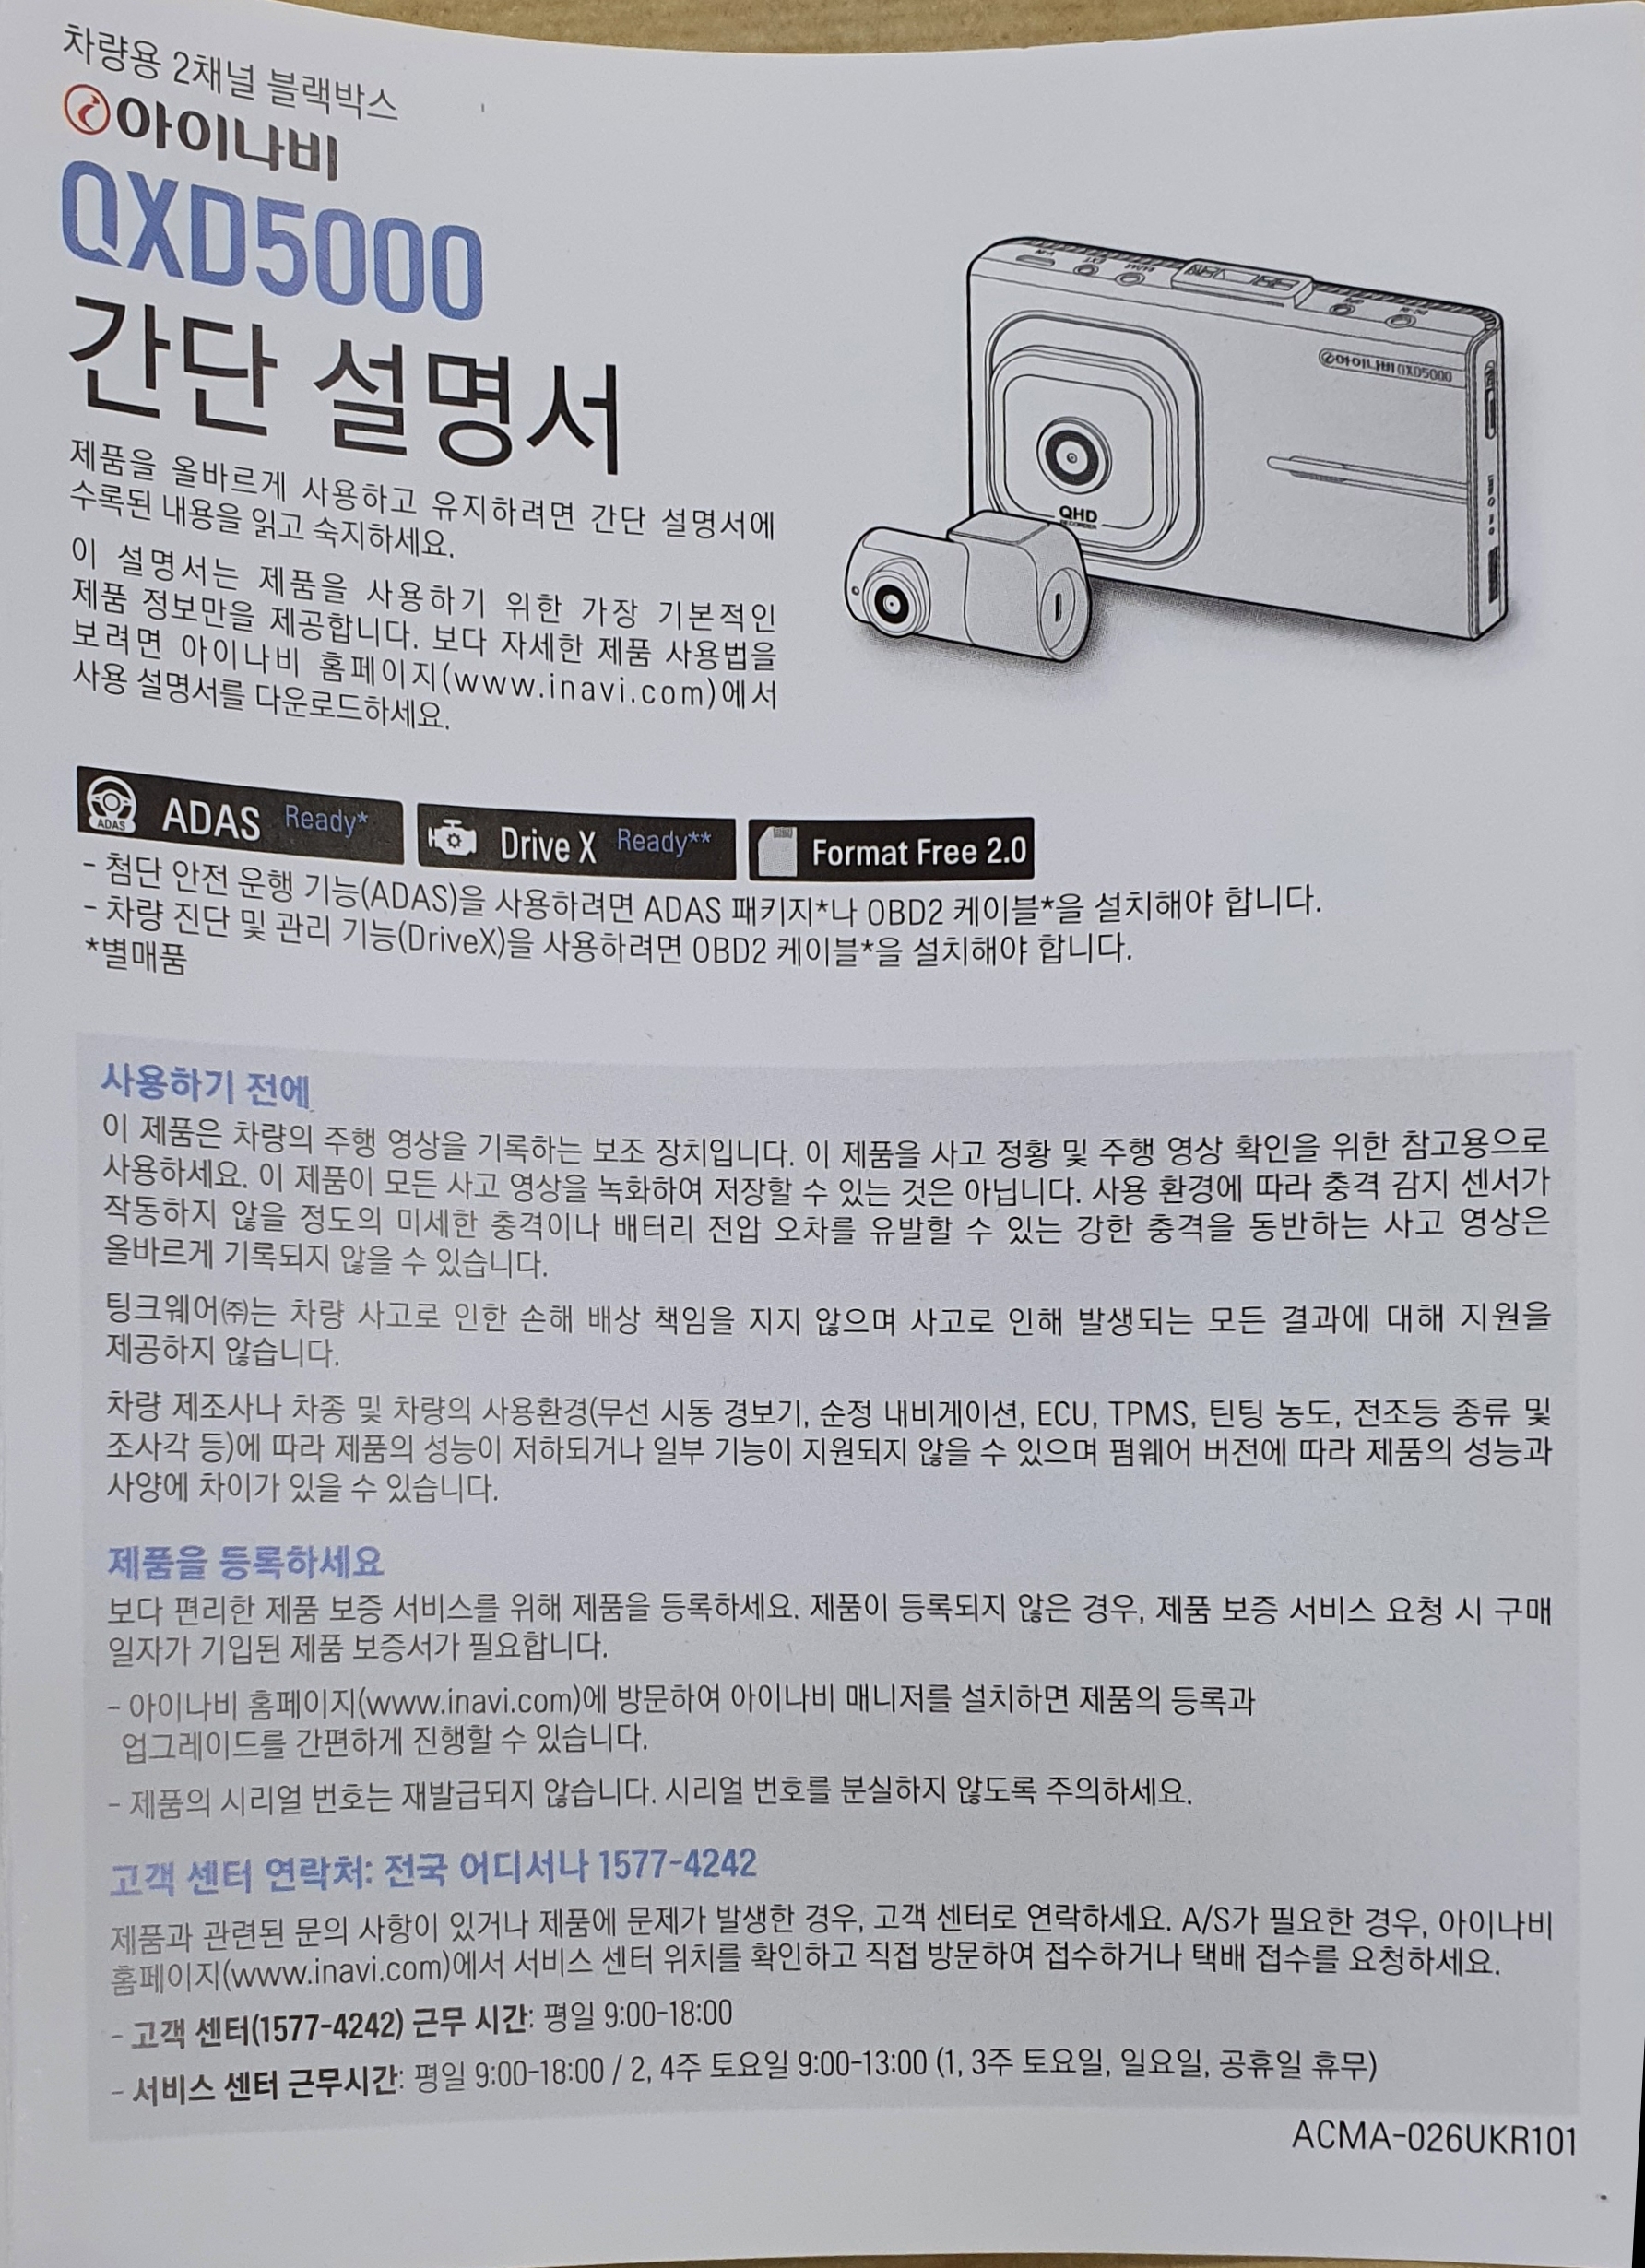 차량용 2채널 블랙박스
아이나비
QXD5000
간단 설명서
제품을 올바르게 사용하고 유지하려면 간단 설명서에
수록된 내용을 읽고 숙지하세요.
이 설명서는 제품을 사용하기 위한 가장 기본적인
제품 정보만을 제공합니다. 보다 자세한 제품 사용법을
보려면 아이나비 홈페이지(www.inavi.com)에서
사용 설명서를 다운로드하세요.
아이나비 QXD5000
QHD
RECORDER
ADAS
ADAS Ready*
Drive X Ready**
Format Free 2.0
- 첨단 안전 운행 기능(ADAS)을 사용하려면 ADAS 패키지*나 OBD2 케이블*을 설치해야 합니다.
- 차량 진단 및 관리 기능(DriveX)을 사용하려면 OBD2 케이블*을 설치해야 합니다.
*별매품
사용하기 전에
이 제품은 차량의 주행 영상을 기록하는 보조 장치입니다. 이 제품을 사고 정황 및 주행 영상 확인을 위한 참고용으로
사용하세요. 이 제품이 모든 사고 영상을 녹화하여 저장할 수 있는 것은 아닙니다. 사용 환경에 따라 충격 감지 센서가
작동하지 않을 정도의 미세한 충격이나 배터리 전압 오차를 유발할 수 있는 강한 충격을 동반하는 사고 영상은
올바르게 기록되지 않을 수 있습니다.
팅크웨어㈜는 차량 사고로 인한 손해 배상 책임을 지지 않으며 사고로 인해 발생되는 모든 결과에 대해 지원을
제공하지 않습니다.
차량 제조사나 차종 및 차량의 사용환경(무선 시동 경보기, 순정 내비게이션, ECU, TPMS, 틴팅 농도, 전조등 종류 및
조사각 등)에 따라 제품의 성능이 저하되거나 일부 기능이 지원되지 않을 수 있으며 펌웨어 버전에 따라 제품의 성능과
사양에 차이가 있을 수 있습니다.
제품을 등록하세요
보다 편리한 제품 보증 서비스를 위해 제품을 등록하세요. 제품이 등록되지 않은 경우, 제품 보증 서비스 요청 시 구매
일자가 기입된 제품 보증서가 필요합니다.
- 아이나비 홈페이지(www.inavi.com)에 방문하여 아이나비 매니저를 설치하면 제품의 등록과
업그레이드를 간편하게 진행할 수 있습니다.
- 제품의 시리얼 번호는 재발급되지 않습니다. 시리얼 번호를 분실하지 않도록 주의하세요.
고객 센터 연락처: 전국 어디서나 1577-4242
제품과 관련된 문의 사항이 있거나 제품에 문제가 발생한 경우, 고객 센터로 연락하세요. A/S가 필요한 경우, 아이나비
홈페이지(www.inavi.com)에서 서비스 센터 위치를 확인하고 직접 방문하여 접수하거나 택배 접수를 요청하세요.
- 고객 센터(1577-4242) 근무 시간: 평일 9:00-18:00
- 서비스 센터 근무시간: 평일 9:00-18:00 / 2, 4주 토요일 9:00-13:00 (1, 3주 토요일, 일요일, 공휴일 휴무)
ACMA-026UKR101